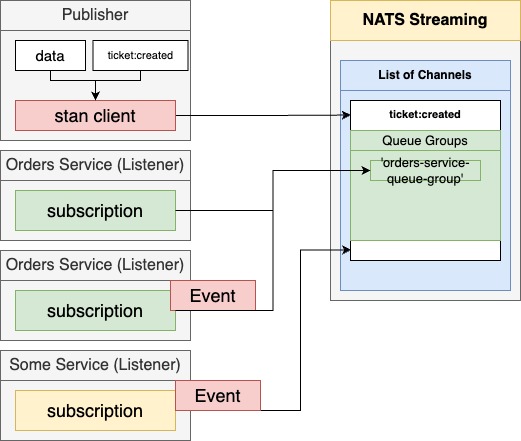 Publisher
data
ticket:created
stan client
Orders Service (Listener)
subscription
Orders Service (Listener)
Event
subscription
Some Service (Listener)
Event
subscription
NATS Streaming
List of Channels
ticket:created
Queue Groups
'orders-service-
queue-group'